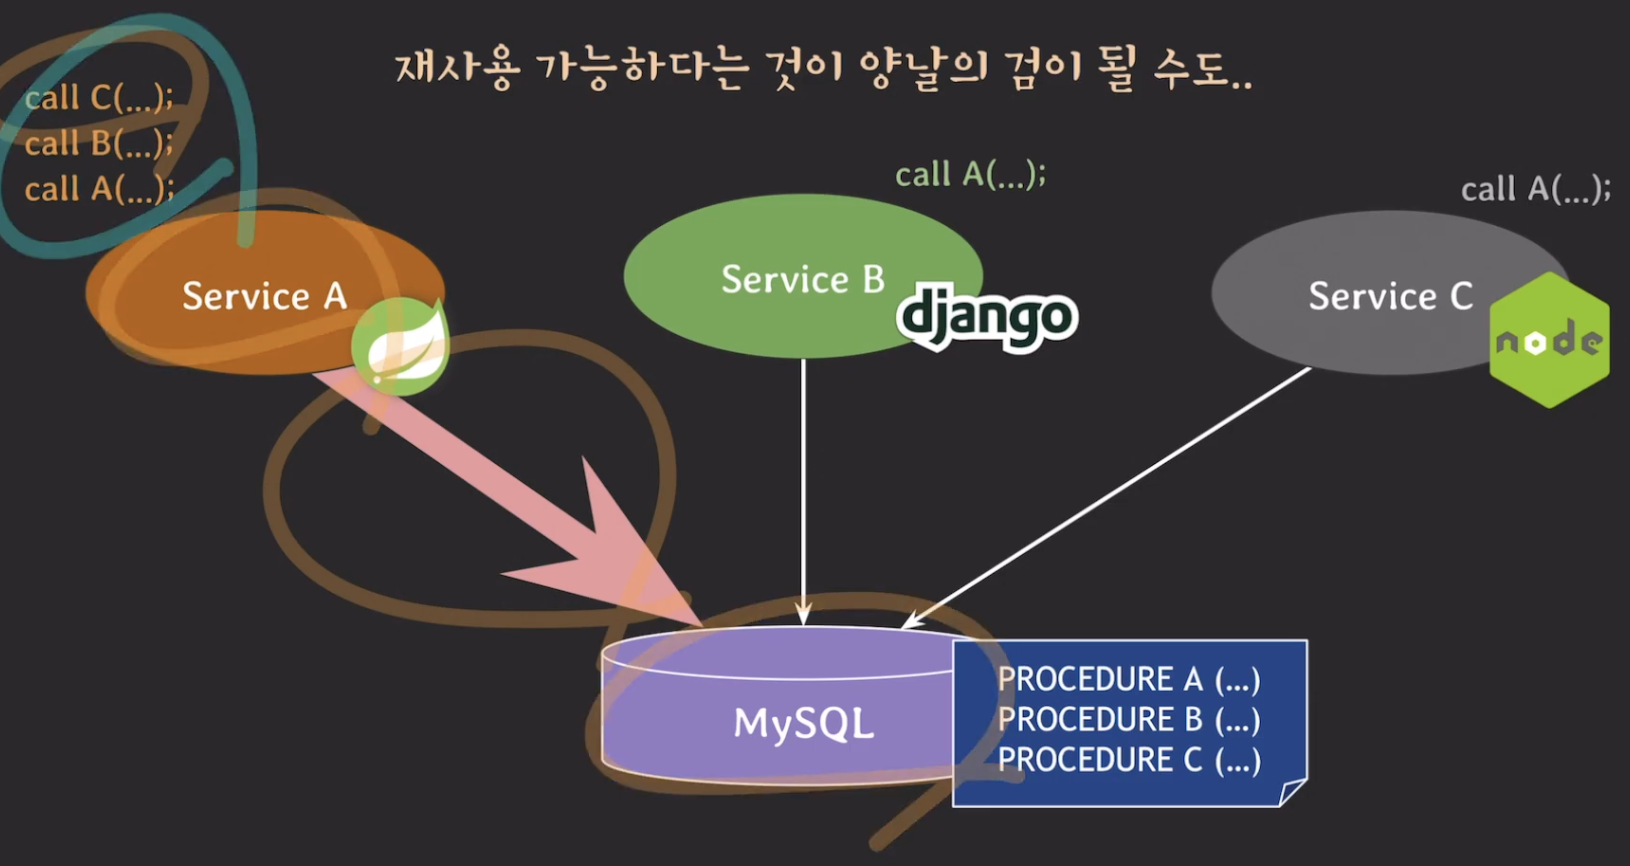 재사용 가능하다는 것이 양날의 검이 될 수도..
call C(...);
call B(...);
call A(...);
Service A
call A(...);
Service B
django
call A(...);
Service C
node
MySQL
PROCEDURE A (...)
PROCEDURE B (...)
PROCEDURE C (...)